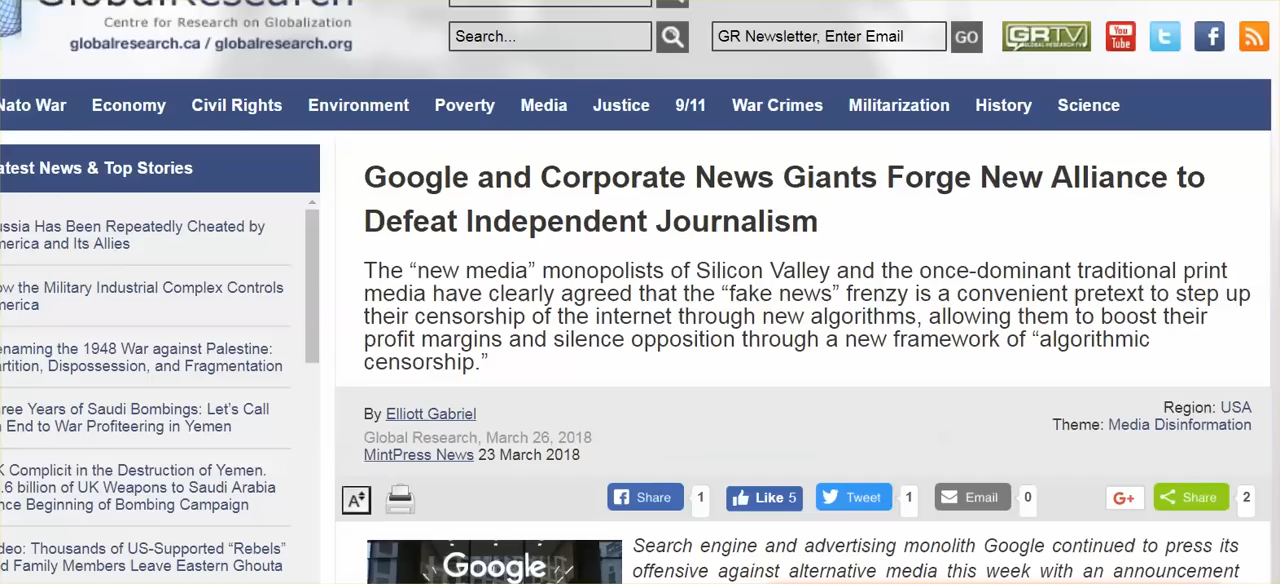 GlobalResearch
Centre for Research on Globalization
globalresearch.ca / globalresearch.org
Search...
GR Newsletter, Enter Email
GO
GRTV
GLOBAL RESEARCH TV
You
Tube
Nato War Economy Civil Rights Environment Poverty Media Justice 9/11 War Crimes Militarization History Science
atest News & Top Stories
ussia Has Been Repeatedly Cheated by
merica and Its Allies
ow the Military Industrial Complex Controls
merica
enaming the 1948 War against Palestine:
artition, Dispossession, and Fragmentation
ree Years of Saudi Bombings: Let's Call
End to War Profiteering in Yemen
K Complicit in the Destruction of Yemen.
.6 billion of UK Weapons to Saudi Arabia
nce Beginning of Bombing Campaign
deo: Thousands of US-Supported “Rebels”
d Family Members Leave Eastern Ghouta
Google and Corporate News Giants Forge New Alliance to
Defeat Independent Journalism
The “new media” monopolists of Silicon Valley and the once-dominant traditional print
media have clearly agreed that the “fake news” frenzy is a convenient pretext to step up
their censorship of the internet through new algorithms, allowing them to boost their
profit margins and silence opposition through a new framework of “algorithmic
censorship.”
By Elliott Gabriel
Global Research, March 26, 2018
MintPress News 23 March 2018
Region: USA
Theme: Media Disinformation
A
Share 1 Like 5 Tweet 1 Email 0 G+ Share 2
Google
Search engine and advertising monolith Google continued to press its
offensive against alternative media this week with an announcement